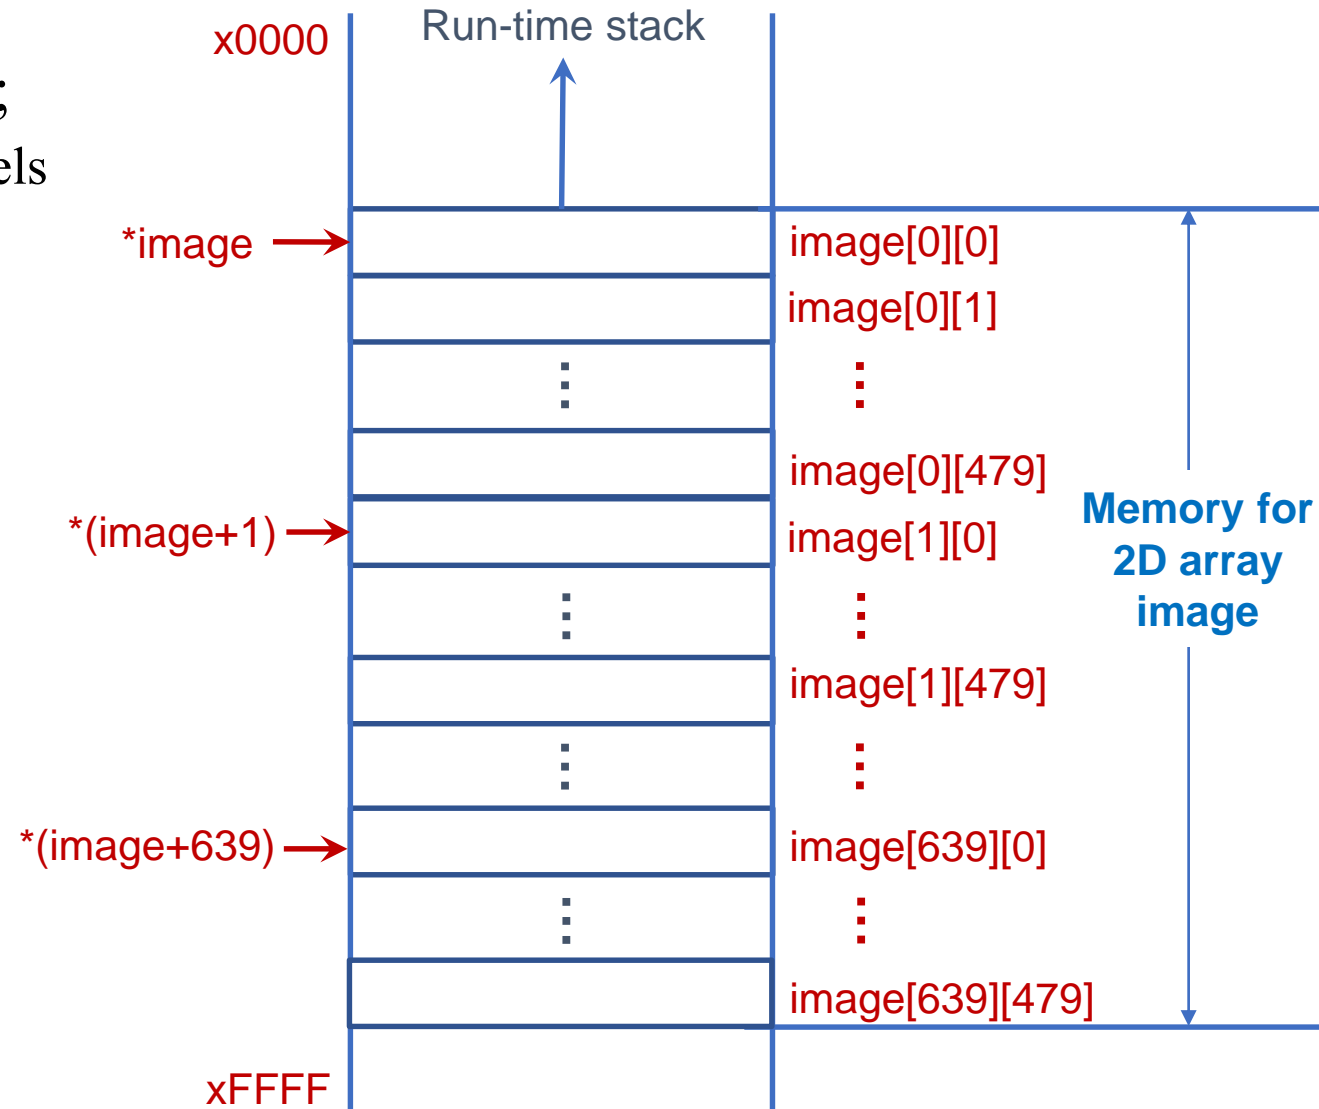 Run-time stack
x0000
;
els
*image
image[0][0]
image[0][1]
image[0][479]
*(image+1)
image[1][0]
Memory for
2D array
image
image[1][479]
*(image+639)
image[639][0]
image[639][479]
xFFFF